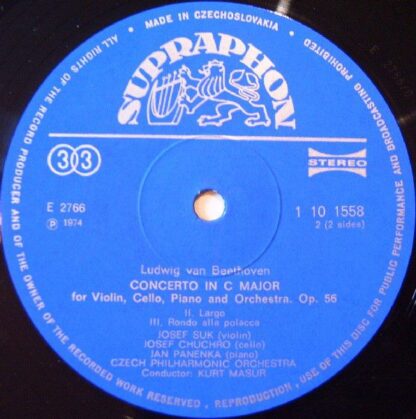 • MADE IN CZECHOSLOVAKIA •
ALL RIGHTS OF THE RECORD PRODUCER AND OF THE OWNER OF THE RECORDED WORK RESERVED. REPRODUCTION, USE OF THIS DISC FOR PUBLIC PERFORMANCE AND BROADCASTING PROHIBITED
SUPRAPHON
33
STEREO
E 2766
Ⓟ 1974
1 10 1558
2 (2 sides)
Ludwig van Beethoven
CONCERTO IN C MAJOR
for Violin, Cello, Piano and Orchestra. Op. 56
II. Largo
III. Rondo alla polacca
JOSEF SUK (violin)
JOSEF CHUCHRO (cello)
JAN PANENKA (piano)
CZECH PHILHARMONIC ORCHESTRA
Conductor: KURT MASUR